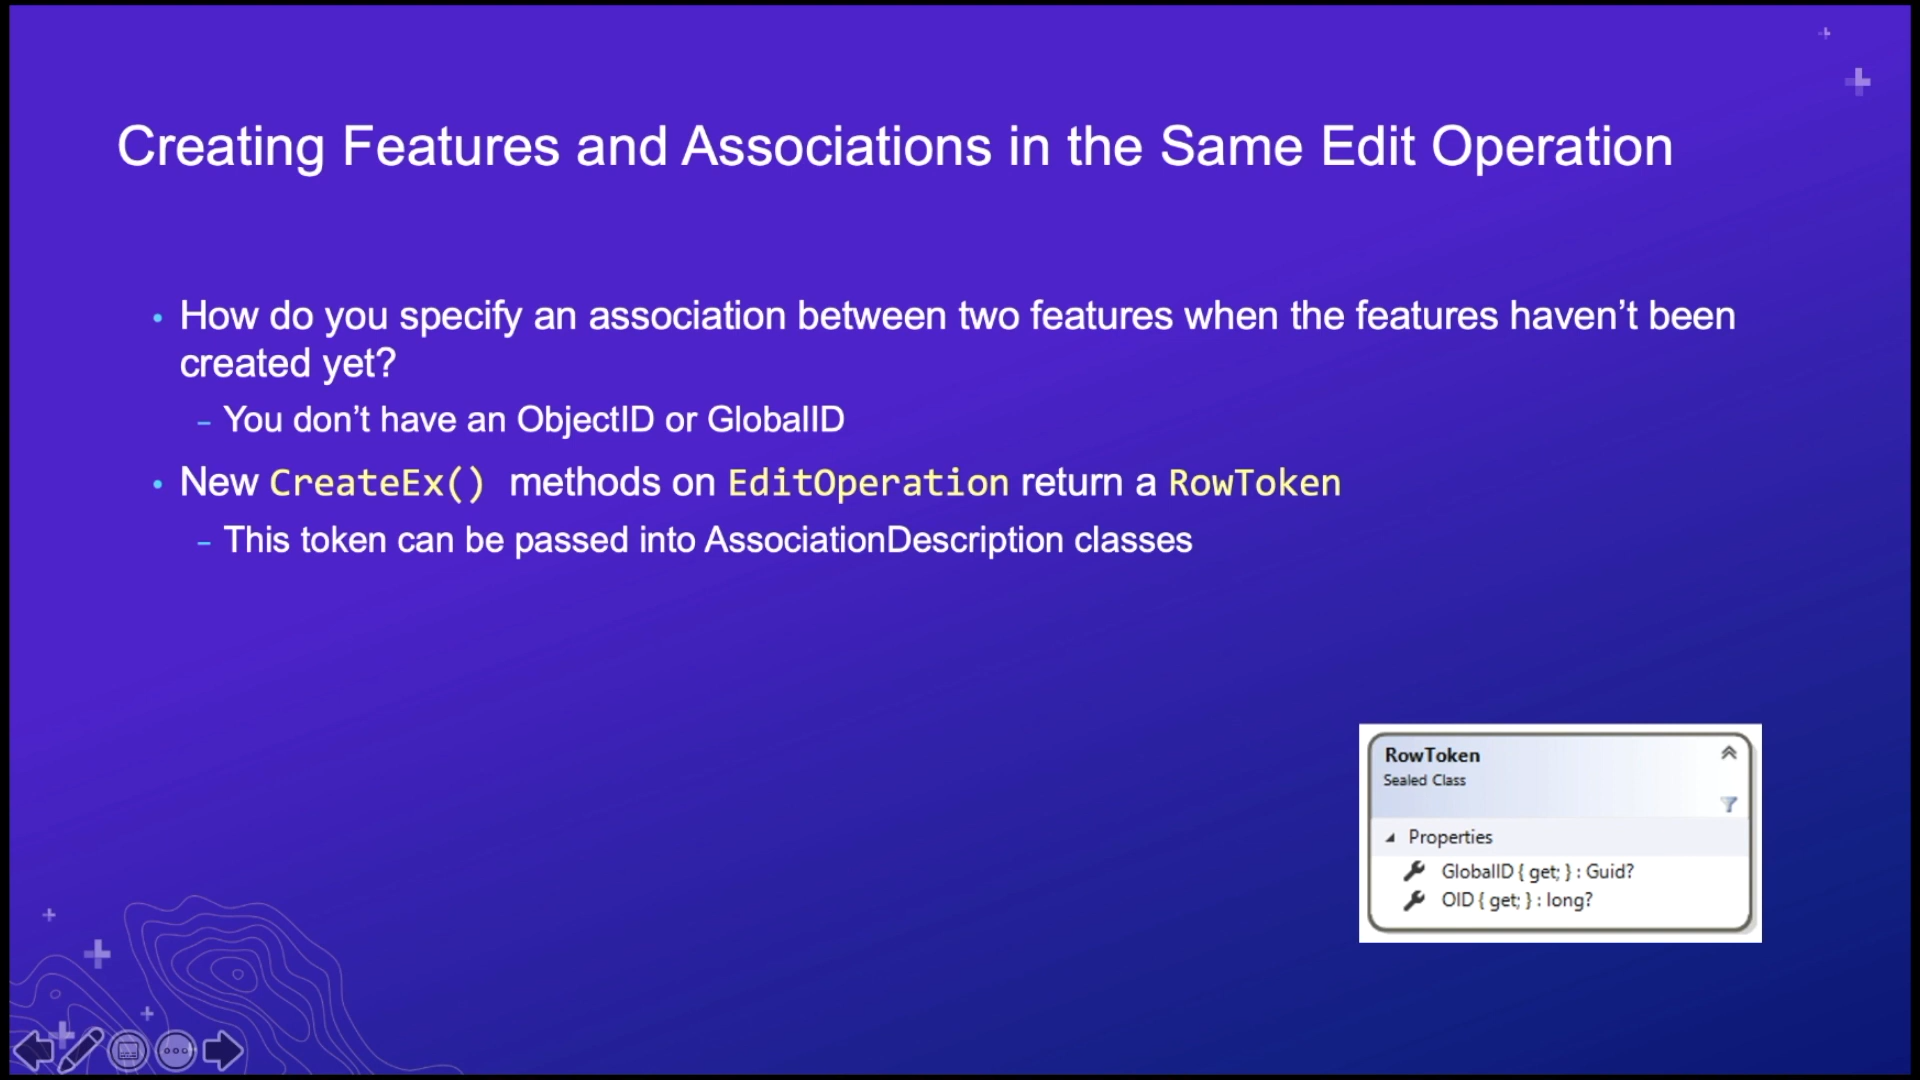 Creating Features and Associations in the Same Edit Operation
• How do you specify an association between two features when the features haven’t been
created yet?
– You don’t have an ObjectID or GlobalID
• New CreateEx() methods on EditOperation return a RowToken
– This token can be passed into AssociationDescription classes
RowToken
Sealed Class
Properties
GlobalID { get; } : Guid?
OID { get; } : long?